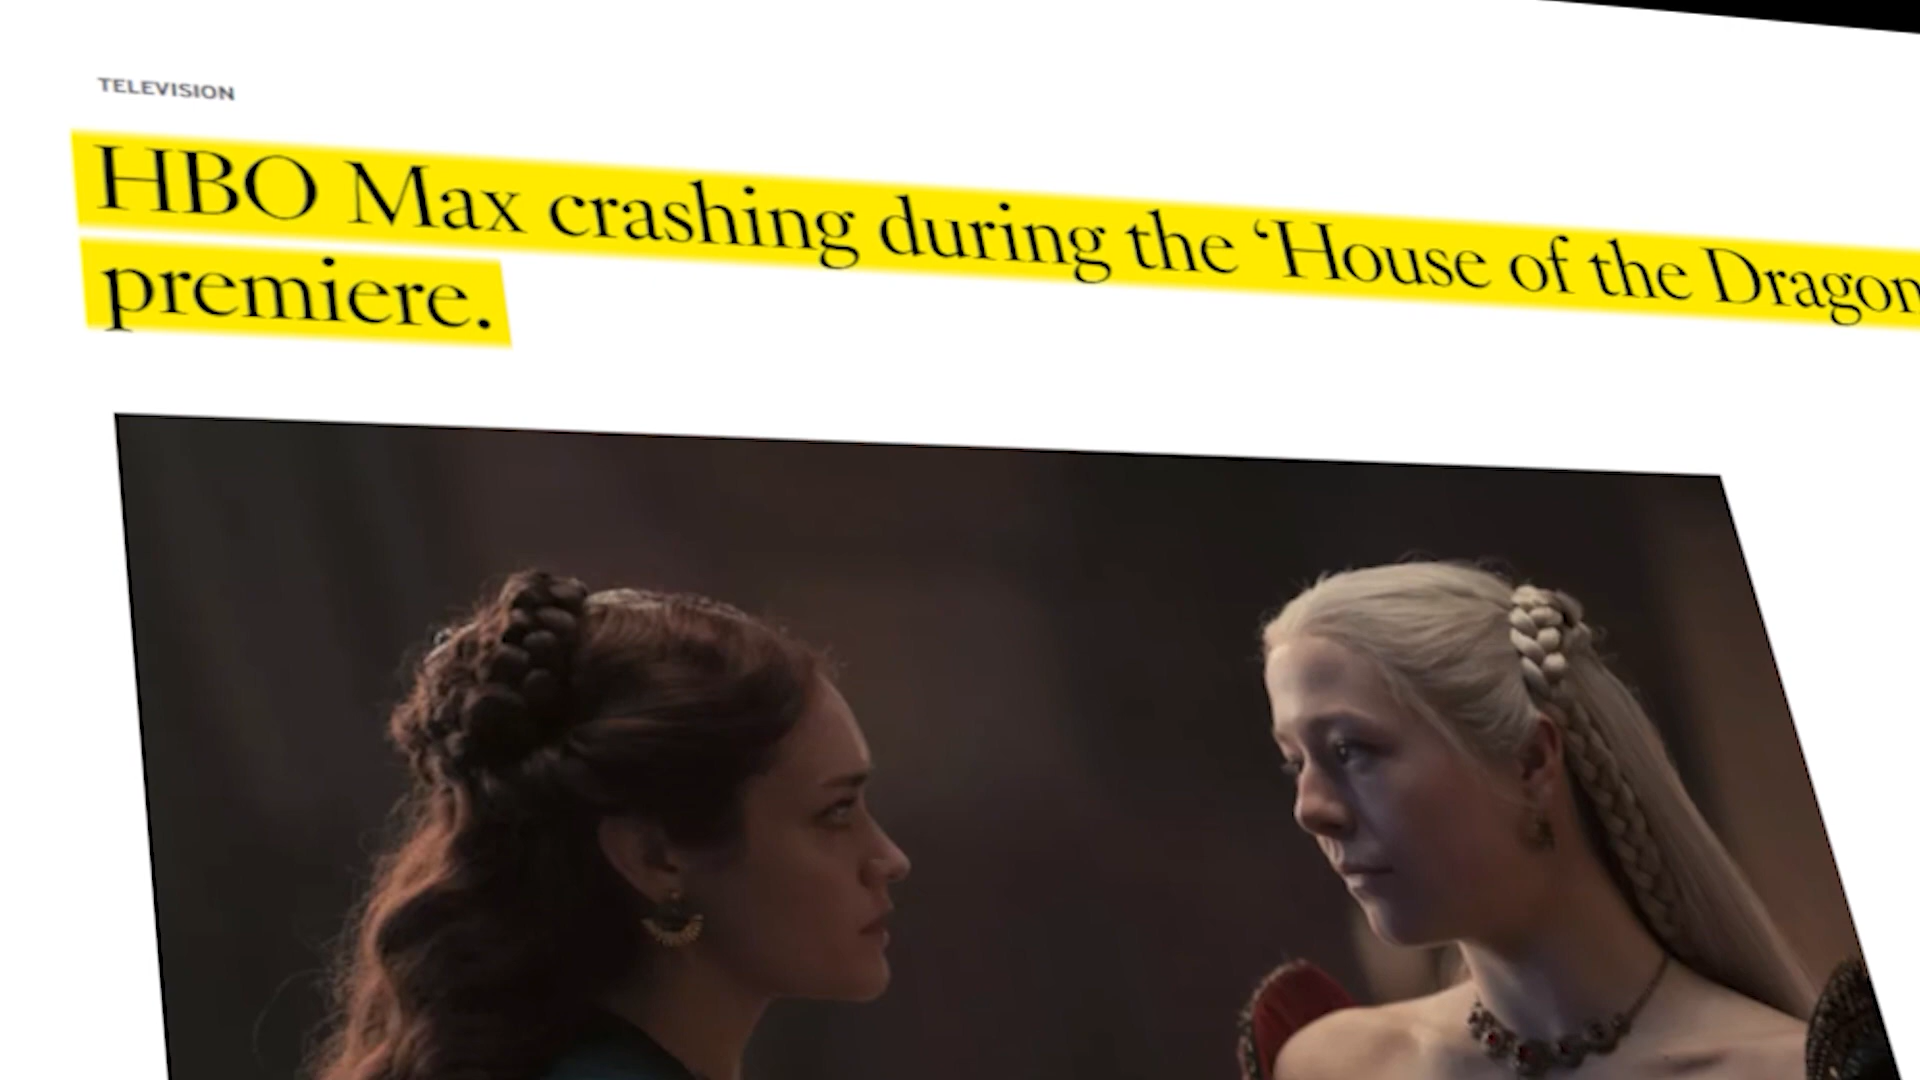 TELEVISION
HBO Max crashing during the ‘House of the Dragon
premiere.